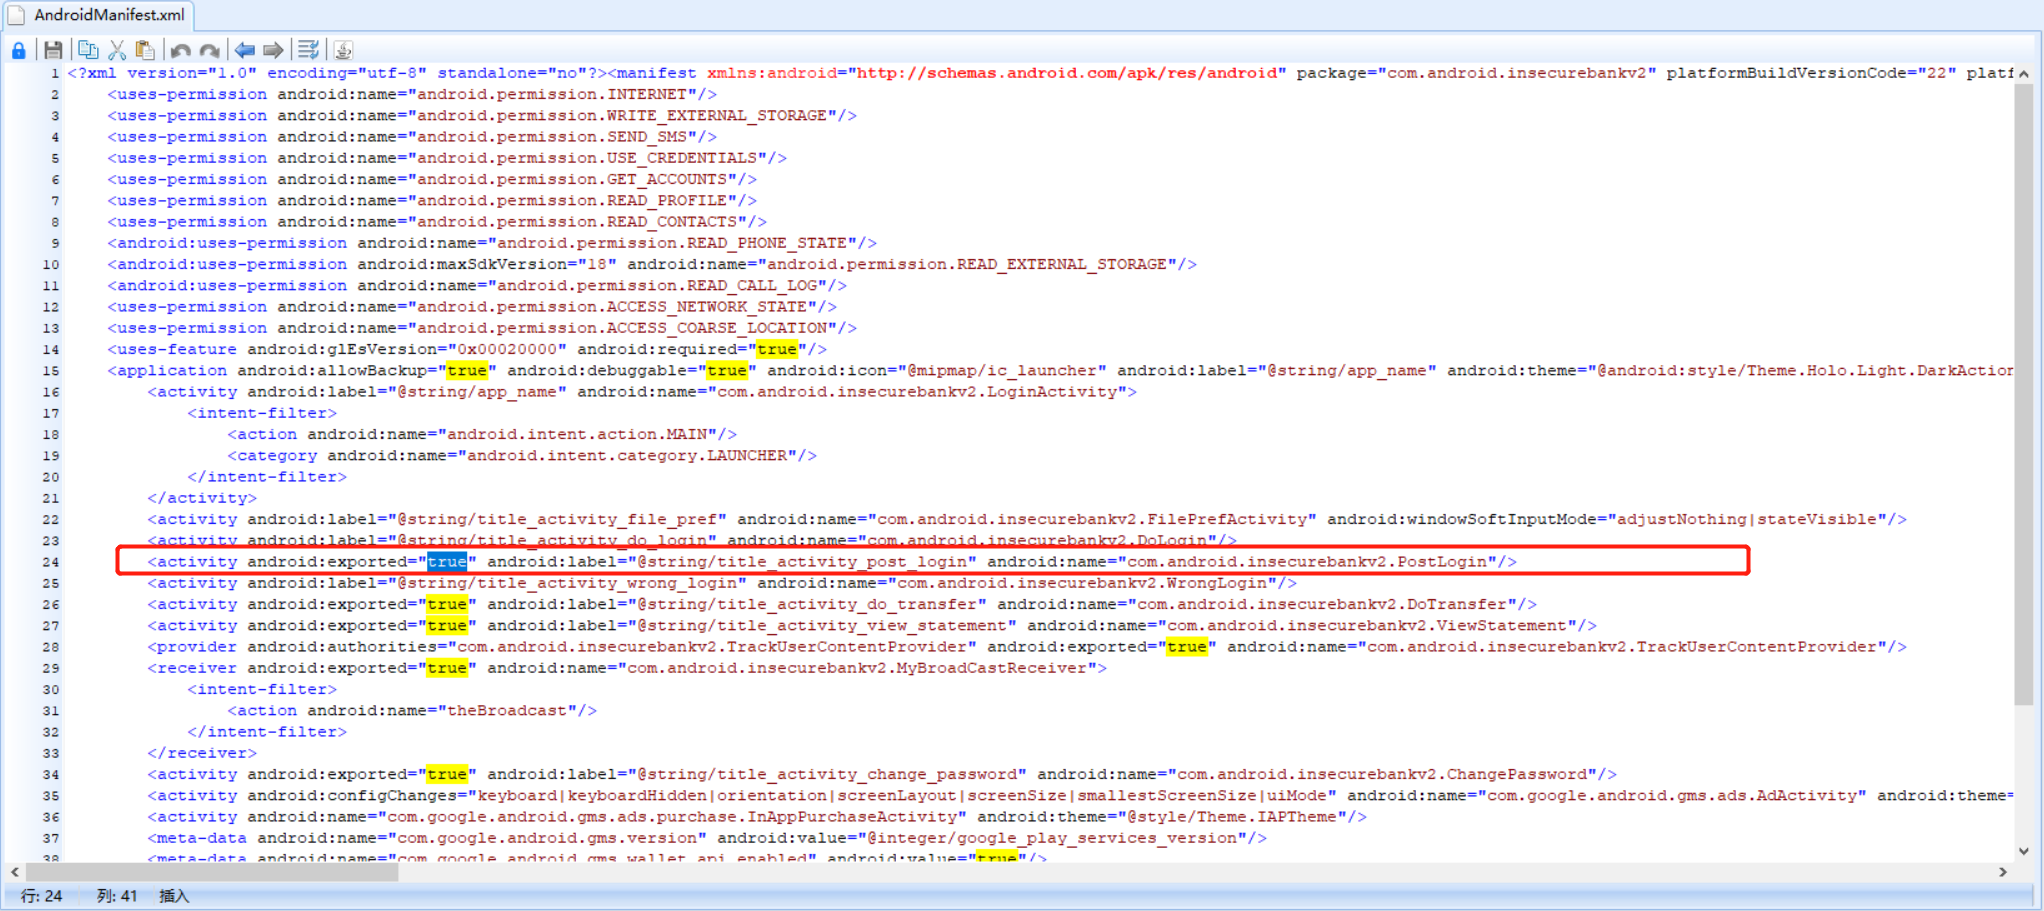 AndroidManifest.xml
1 <?xml version="1.0" encoding="utf-8" standalone="no"?><manifest xmlns:android="http://schemas.android.com/apk/res/android" package="com.android.insecurebankv2" platformBuildVersionCode="22" platf
2 <uses-permission android:name="android.permission.INTERNET"/>
3 <uses-permission android:name="android.permission.WRITE_EXTERNAL_STORAGE"/>
4 <uses-permission android:name="android.permission.SEND_SMS"/>
5 <uses-permission android:name="android.permission.USE_CREDENTIALS"/>
6 <uses-permission android:name="android.permission.GET_ACCOUNTS"/>
7 <uses-permission android:name="android.permission.READ_PROFILE"/>
8 <uses-permission android:name="android.permission.READ_CONTACTS"/>
9 <android:uses-permission android:name="android.permission.READ_PHONE_STATE"/>
10 <android:uses-permission android:maxSdkVersion="18" android:name="android.permission.READ_EXTERNAL_STORAGE"/>
11 <android:uses-permission android:name="android.permission.READ_CALL_LOG"/>
12 <uses-permission android:name="android.permission.ACCESS_NETWORK_STATE"/>
13 <uses-permission android:name="android.permission.ACCESS_COARSE_LOCATION"/>
14 <uses-feature android:glEsVersion="0x00020000" android:required="true"/>
15 <application android:allowBackup="true" android:debuggable="true" android:icon="@mipmap/ic_launcher" android:label="@string/app_name" android:theme="@android:style/Theme.Holo.Light.DarkAction
16 <activity android:label="@string/app_name" android:name="com.android.insecurebankv2.LoginActivity">
17 <intent-filter>
18 <action android:name="android.intent.action.MAIN"/>
19 <category android:name="android.intent.category.LAUNCHER"/>
20 </intent-filter>
21 </activity>
22 <activity android:label="@string/title_activity_file_pref" android:name="com.android.insecurebankv2.FilePrefActivity" android:windowSoftInputMode="adjustNothing|stateVisible"/>
23 <activity android:label="@string/title_activity_do_login" android:name="com.android.insecurebankv2.DoLogin"/>
24 <activity android:exported="true" android:label="@string/title_activity_post_login" android:name="com.android.insecurebankv2.PostLogin"/>
25 <activity android:label="@string/title_activity_wrong_login" android:name="com.android.insecurebankv2.WrongLogin"/>
26 <activity android:exported="true" android:label="@string/title_activity_do_transfer" android:name="com.android.insecurebankv2.DoTransfer"/>
27 <activity android:exported="true" android:label="@string/title_activity_view_statement" android:name="com.android.insecurebankv2.ViewStatement"/>
28 <provider android:authorities="com.android.insecurebankv2.TrackUserContentProvider" android:exported="true" android:name="com.android.insecurebankv2.TrackUserContentProvider"/>
29 <receiver android:exported="true" android:name="com.android.insecurebankv2.MyBroadCastReceiver">
30 <intent-filter>
31 <action android:name="theBroadcast"/>
32 </intent-filter>
33 </receiver>
34 <activity android:exported="true" android:label="@string/title_activity_change_password" android:name="com.android.insecurebankv2.ChangePassword"/>
35 <activity android:configChanges="keyboard|keyboardHidden|orientation|screenLayout|screenSize|smallestScreenSize|uiMode" android:name="com.google.android.gms.ads.AdActivity" android:theme=
36 <activity android:name="com.google.android.gms.ads.purchase.InAppPurchaseActivity" android:theme="@style/Theme.IAPTheme"/>
37 <meta-data android:name="com.google.android.gms.version" android:value="@integer/google_play_services_version"/>
38 <meta-data android:name="com.google.android.gms.wallet.api.enabled" android:value="true"/>
行: 24 列: 41 插入